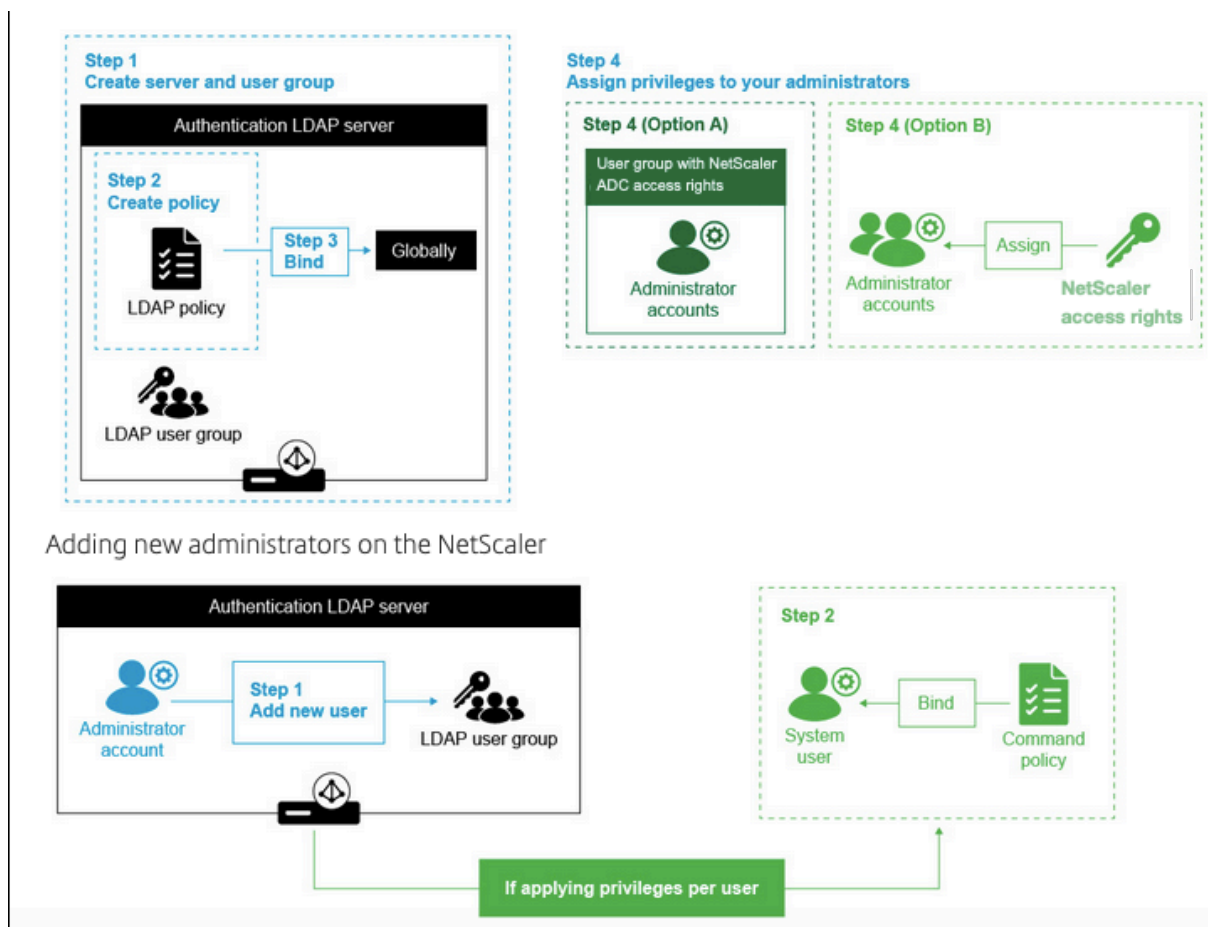 Step 1
Create server and user group
Authentication LDAP server
Step 2
Create policy
LDAP policy
Step 3
Bind
Globally
LDAP user group
Step 4
Assign privileges to your administrators
Step 4 (Option A)
User group with NetScaler
ADC access rights
Administrator
accounts
Step 4 (Option B)
Administrator
accounts
Assign
NetScaler
access rights
Adding new administrators on the NetScaler
Authentication LDAP server
Administrator
account
Step 1
Add new user
LDAP user group
Step 2
System
user
Bind
Command
policy
If applying privileges per user